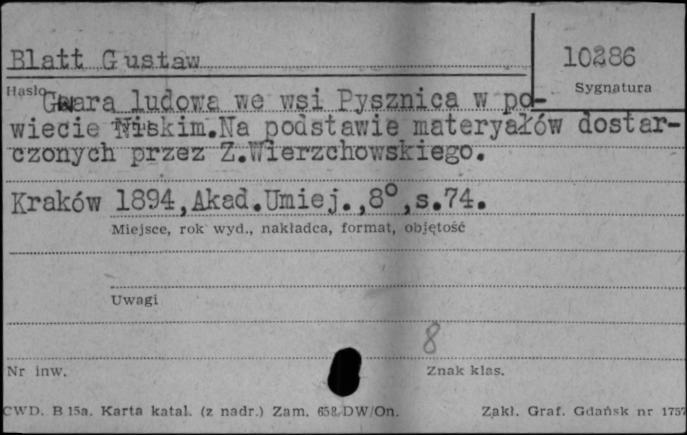 Blatt Gustaw
10286
Hasło
Sygnatura
Gwara ludowa we wsi Pysznica w po-
wiecie Niskim.Na podstawie materyałów dostar-
czonych przez Z.Wierzchowskiego.
Kraków 1894,Akad.Umiej.,8°,s.74.
Miejsce, rok wyd., nakładca, format, objętość
Uwagi
8
Nr inw.
Znak klas.
CWD. B 15a. Karta katal. (z nadr.) Zam. 658/DW/On.
Zakł. Graf. Gdańsk nr 1757